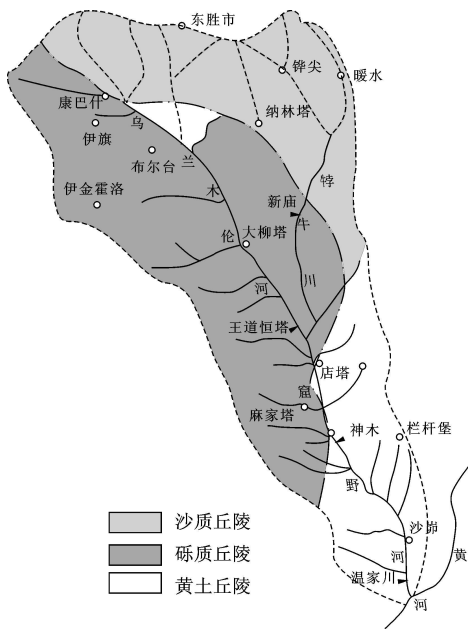 东胜市
铧尖
暖水
康巴什
乌
纳林塔
伊旗
布尔台
兰
牸
伊金霍洛
木
新庙
牛
伦
大柳塔
河
川
王道恒塔
店塔
窟
麻家塔
神木
栏杆堡
野
沙峁
黄
河
温家川
河
沙质丘陵
砾质丘陵
黄土丘陵